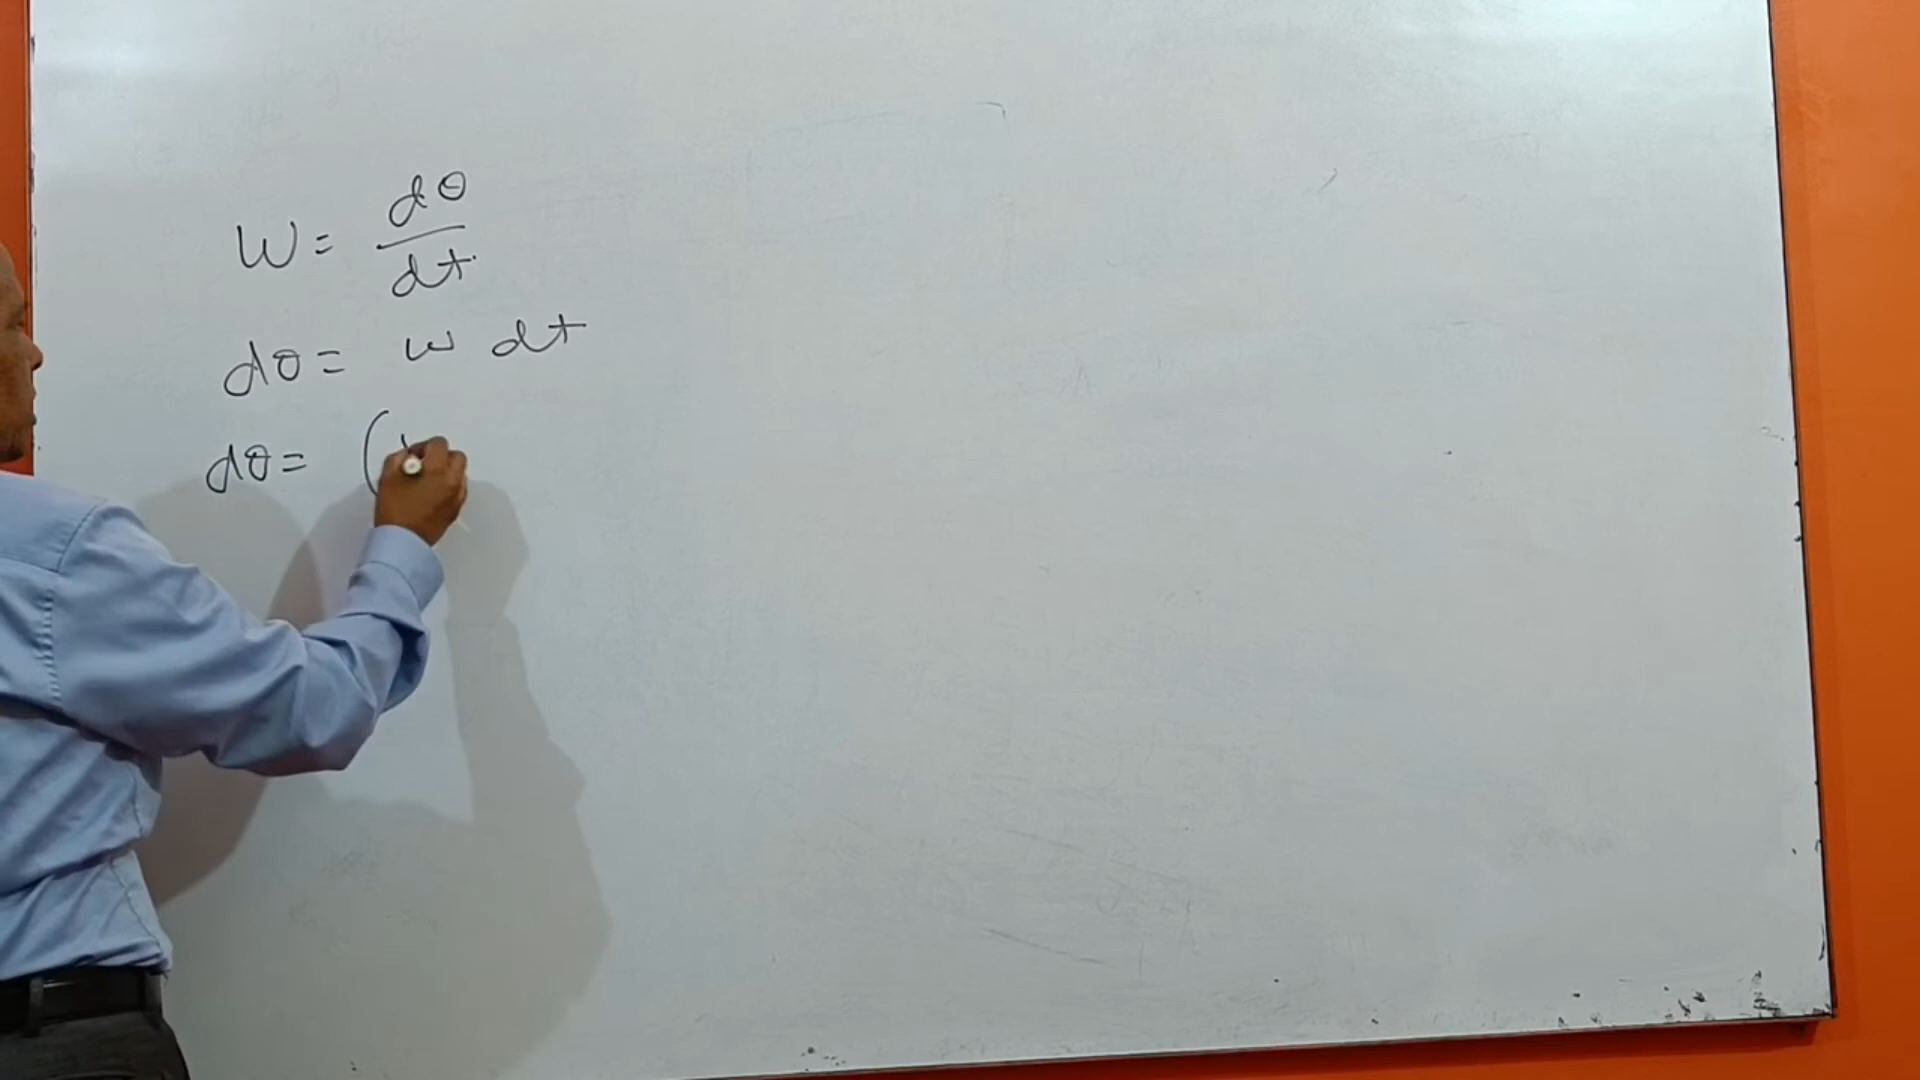 W = dθ/dt
dθ = w dt
dθ = (